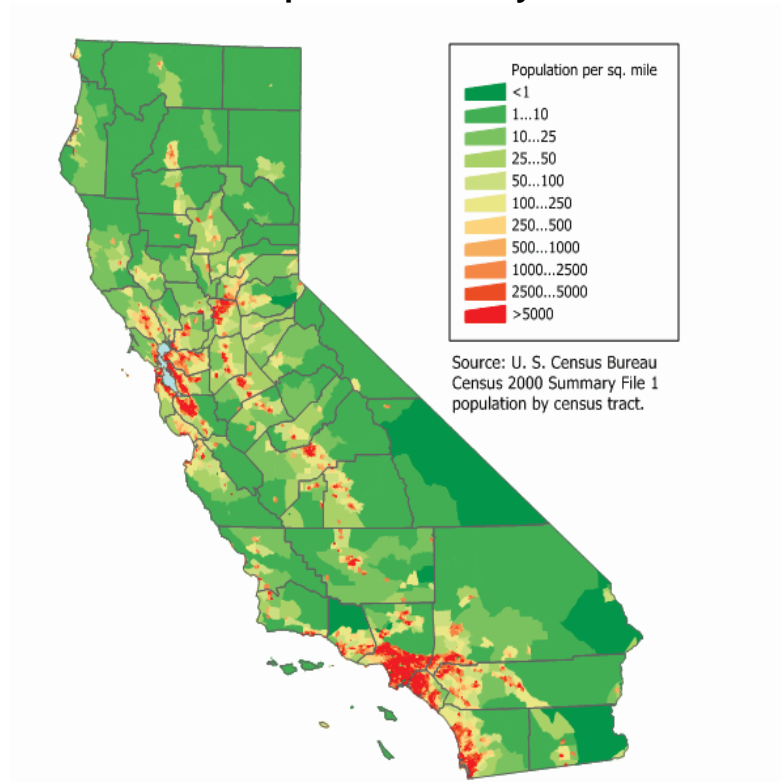 Population per sq. mile
<1
1...10
10...25
25...50
50...100
100...250
250...500
500...1000
1000...2500
2500...5000
>5000
Source: U. S. Census Bureau
Census 2000 Summary File 1
population by census tract.